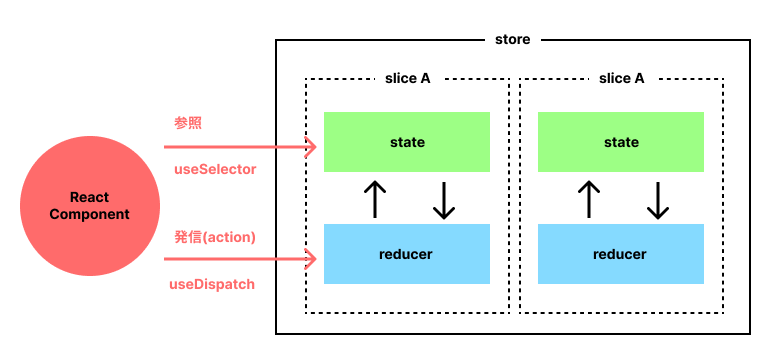 store
slice A
slice A
参照
state
state
useSelector
React
Component
発信(action)
reducer
reducer
useDispatch